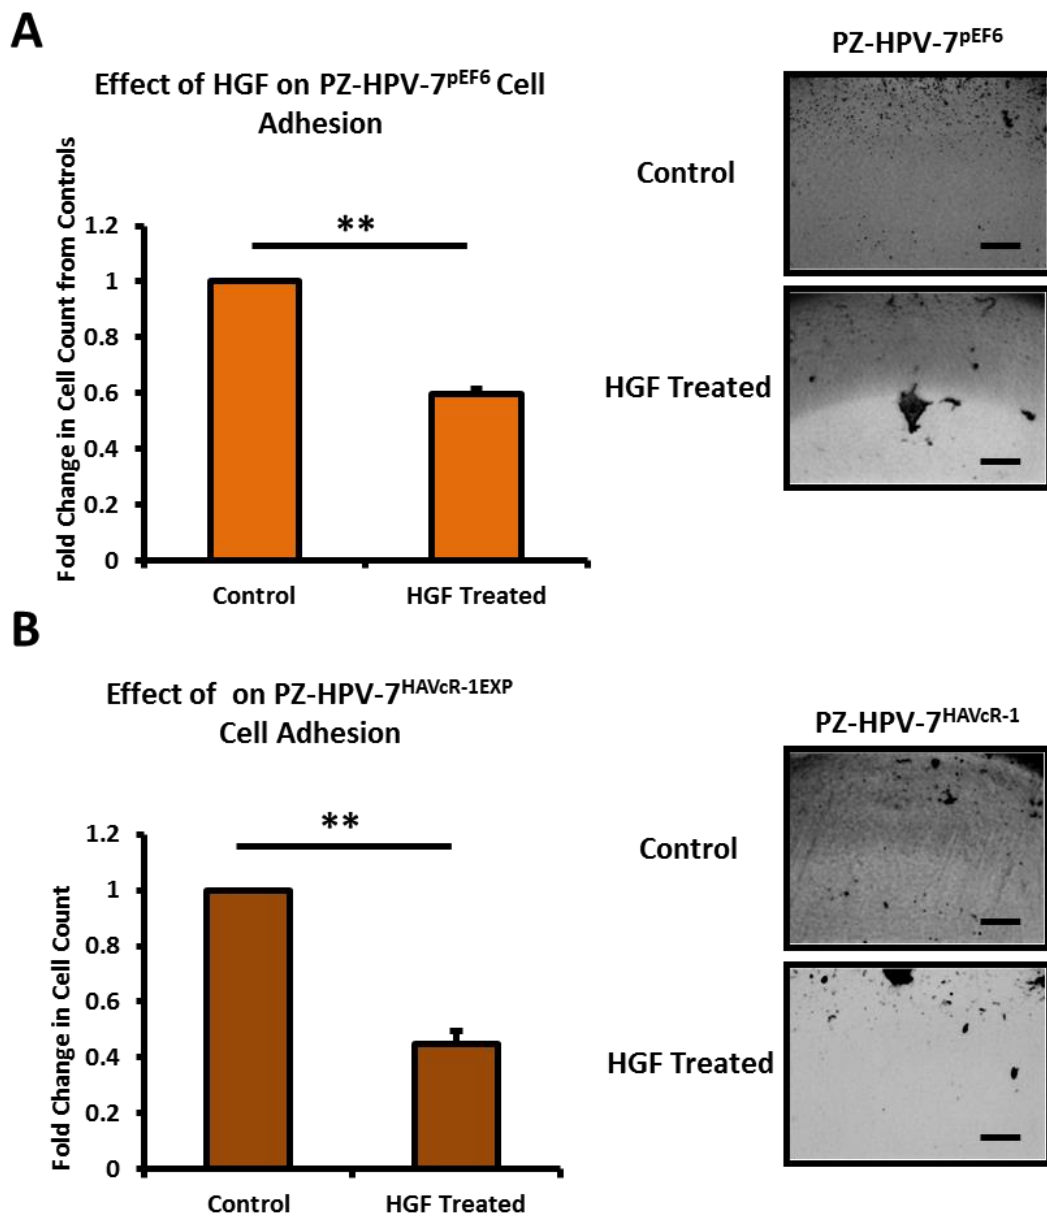 A
Effect of HGF on PZ-HPV-7pEF6 Cell
Adhesion
Fold Change in Cell Count from Controls
1.2
1
0.8
0.6
0.4
0.2
0
**
Control
HGF Treated
PZ-HPV-7pEF6
Control
HGF Treated
B
Effect of on PZ-HPV-7HAVcR-1EXP
Cell Adhesion
Fold Change in Cell Count
1.2
1
0.8
0.6
0.4
0.2
0
**
Control
HGF Treated
PZ-HPV-7HAVcR-1
Control
HGF Treated